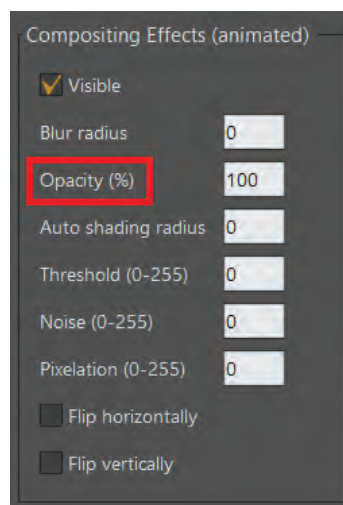 Compositing Effects (animated)
Visible
Blur radius 0
Opacity (%) 100
Auto shading radius 0
Threshold (0-255) 0
Noise (0-255) 0
Pixelation (0-255) 0
Flip horizontally
Flip vertically